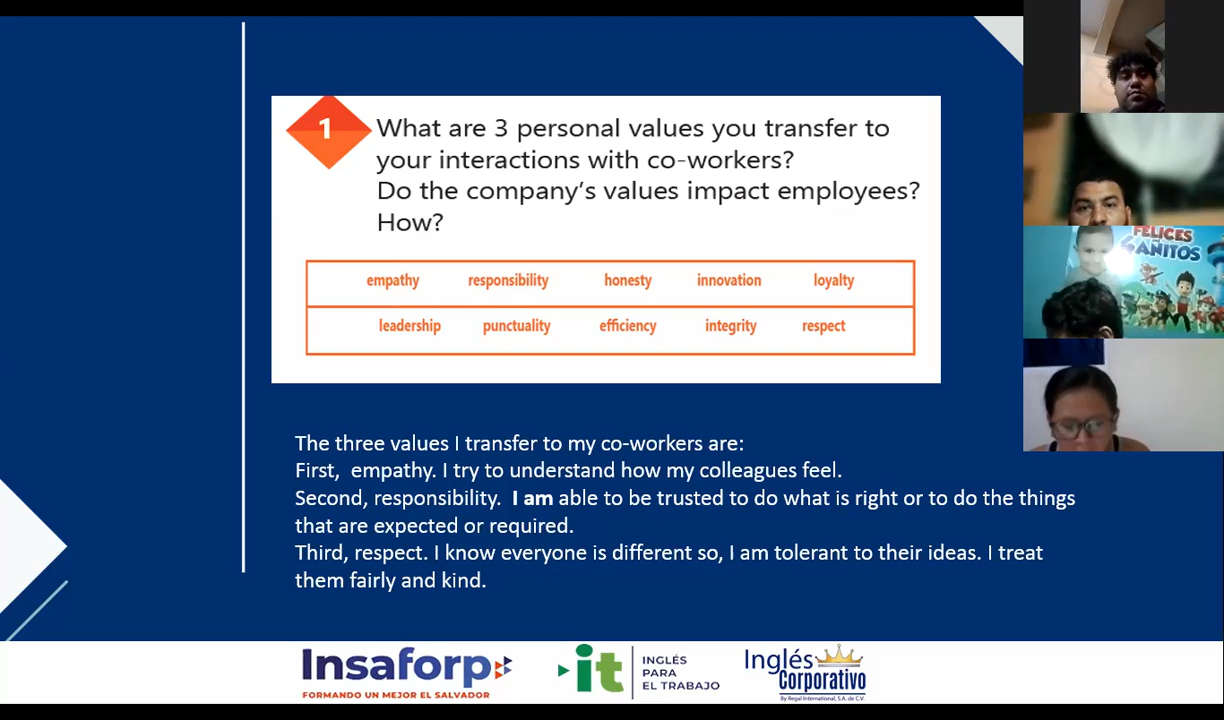 1
What are 3 personal values you transfer to
your interactions with co-workers?
Do the company's values impact employees?
How?
empathy responsibility honesty innovation loyalty
leadership punctuality efficiency integrity respect
The three values I transfer to my co-workers are:
First, empathy. I try to understand how my colleagues feel.
Second, responsibility. I am able to be trusted to do what is right or to do the things
that are expected or required.
Third, respect. I know everyone is different so, I am tolerant to their ideas. I treat
them fairly and kind.
FELICES
AÑITOS
Insaforp
FORMANDO UN MEJOR EL SALVADOR
it
INGLÉS
PARA
EL TRABAJO
Inglés
Corporativo
By Regal International, S.A. de C.V.